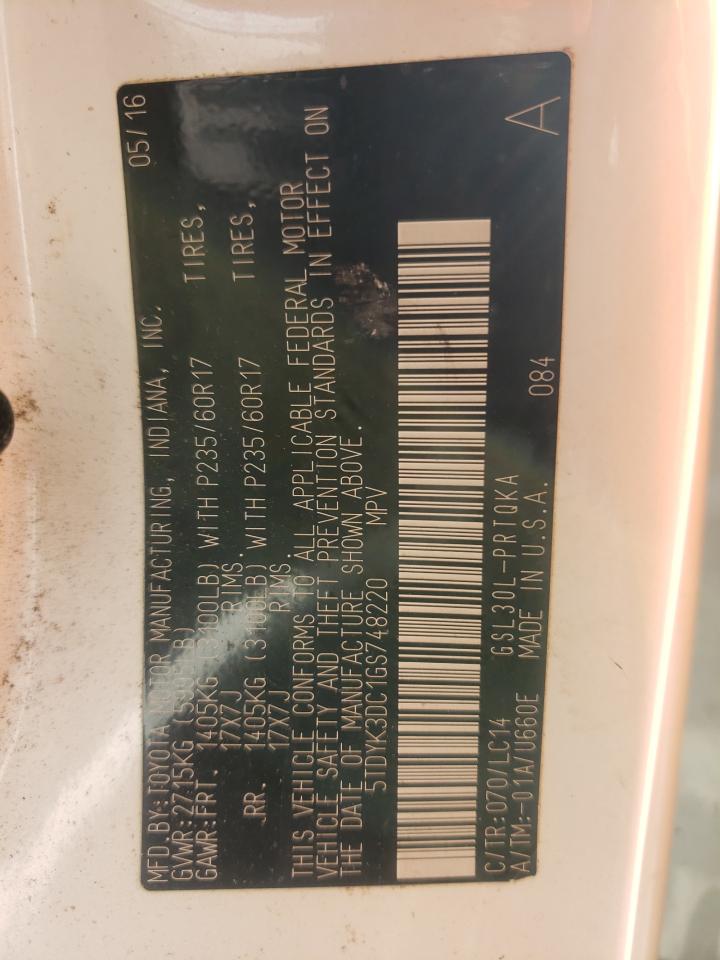 MFD.BY:TOYOTA MOTOR MANUFACTURING, INDIANA, INC. 05/16
GVWR:2715KG
GAWR:FRT. 1405KG (3100LB) WITH P235/60R17 TIRES,
17X7J RIMS.
RR. 1405KG (3100LB) WITH P235/60R17 TIRES,
17X7J RIMS.
THIS VEHICLE CONFORMS TO ALL APPLICABLE FEDERAL MOTOR
VEHICLE SAFETY AND THEFT PREVENTION STANDARDS IN EFFECT ON
THE DATE OF MANUFACTURE SHOWN ABOVE.
5TDYK3DC1GS748220 MPV
C/TR:070/LC14 GSL30L-PRTQKA 084 A
A/TM:-01A/U660E MADE IN U.S.A.